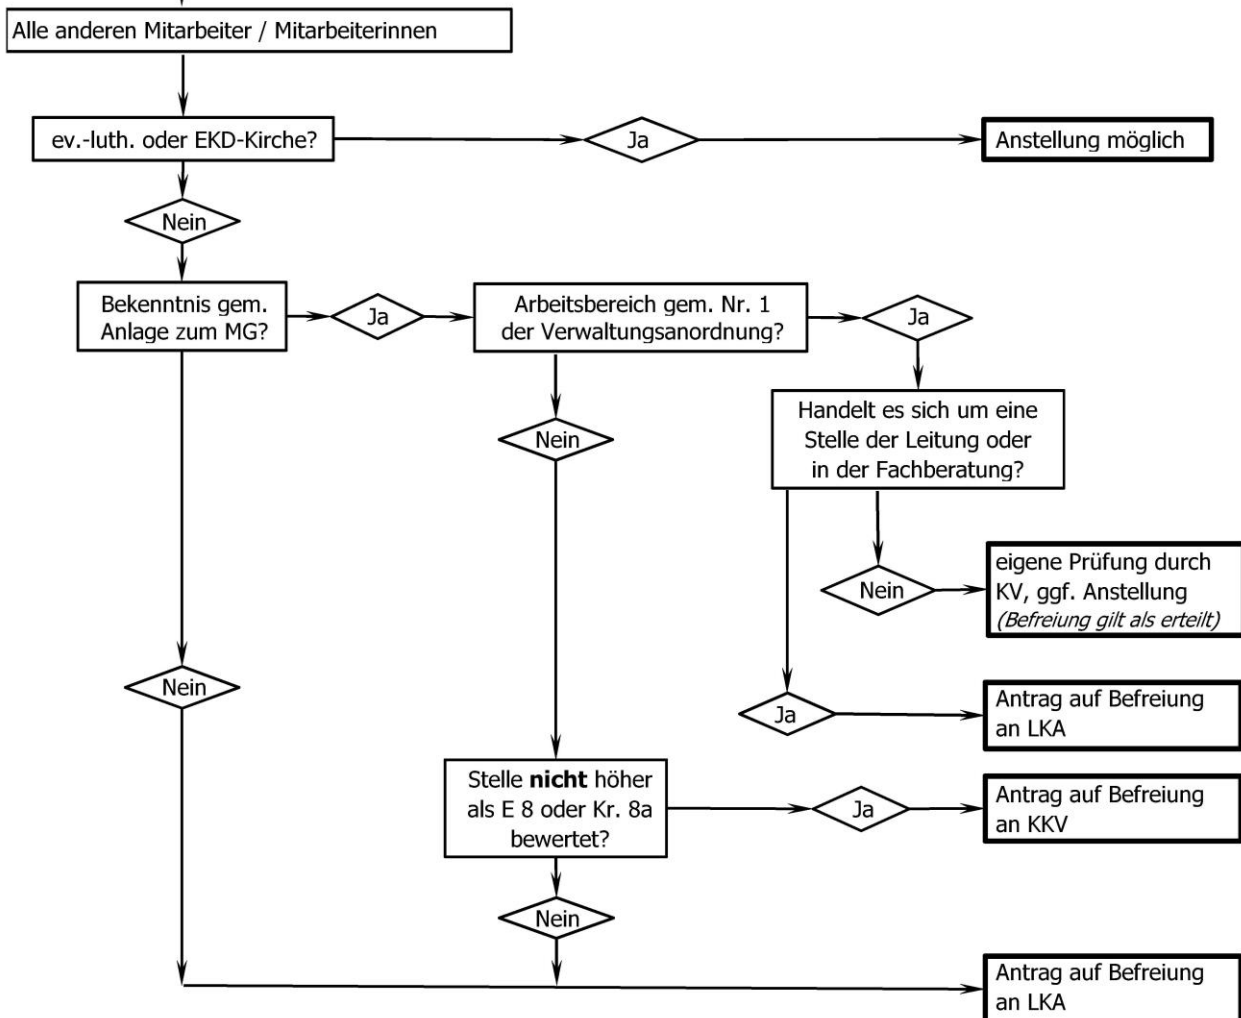 Alle anderen Mitarbeiter / Mitarbeiterinnen
ev.-luth. oder EKD-Kirche?
Ja
Anstellung möglich
Nein
Bekenntnis gem.
Anlage zum MG?
Ja
Arbeitsbereich gem. Nr. 1
der Verwaltungsanordnung?
Ja
Handelt es sich um eine
Stelle der Leitung oder
in der Fachberatung?
Nein
Nein
eigene Prüfung durch
KV, ggf. Anstellung
(Befreiung gilt als erteilt)
Nein
Ja
Antrag auf Befreiung
an LKA
Stelle nicht höher
als E 8 oder Kr. 8a
bewertet?
Ja
Antrag auf Befreiung
an KKV
Nein
Antrag auf Befreiung
an LKA